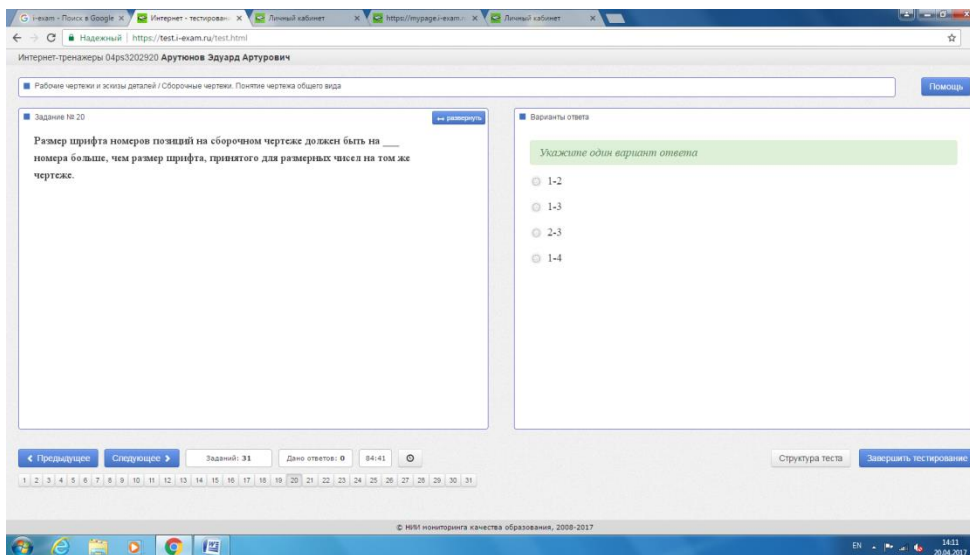 i-exam - Поиск в Google
Интернет - тестирован
Личный кабинет
https://mypage.i-exam.r
Личный кабинет
Надежный https://test.i-exam.ru/test.html
Интернет-тренажеры 04ps3202920 Арутюнов Эдуард Артурович
Рабочие чертежи и эскизы деталей / Сборочные чертежи. Понятие чертежа общего вида
Помощь
Задание № 20
развернуть
Размер шрифта номеров позиций на сборочном чертеже должен быть на ___
номера больше, чем размер шрифта, принятого для размерных чисел на том же
чертеже.
Варианты ответа
Укажите один вариант ответа
1-2
1-3
2-3
1-4
Предыдущее
Следующее
Заданий: 31
Дано ответов: 0
84:41
Структура теста
Завершить тестирование
1 2 3 4 5 6 7 8 9 10 11 12 13 14 15 16 17 18 19 20 21 22 23 24 25 26 27 28 29 30 31
© НИИ мониторинга качества образования, 2008-2017
EN
14:11
20.04.2017